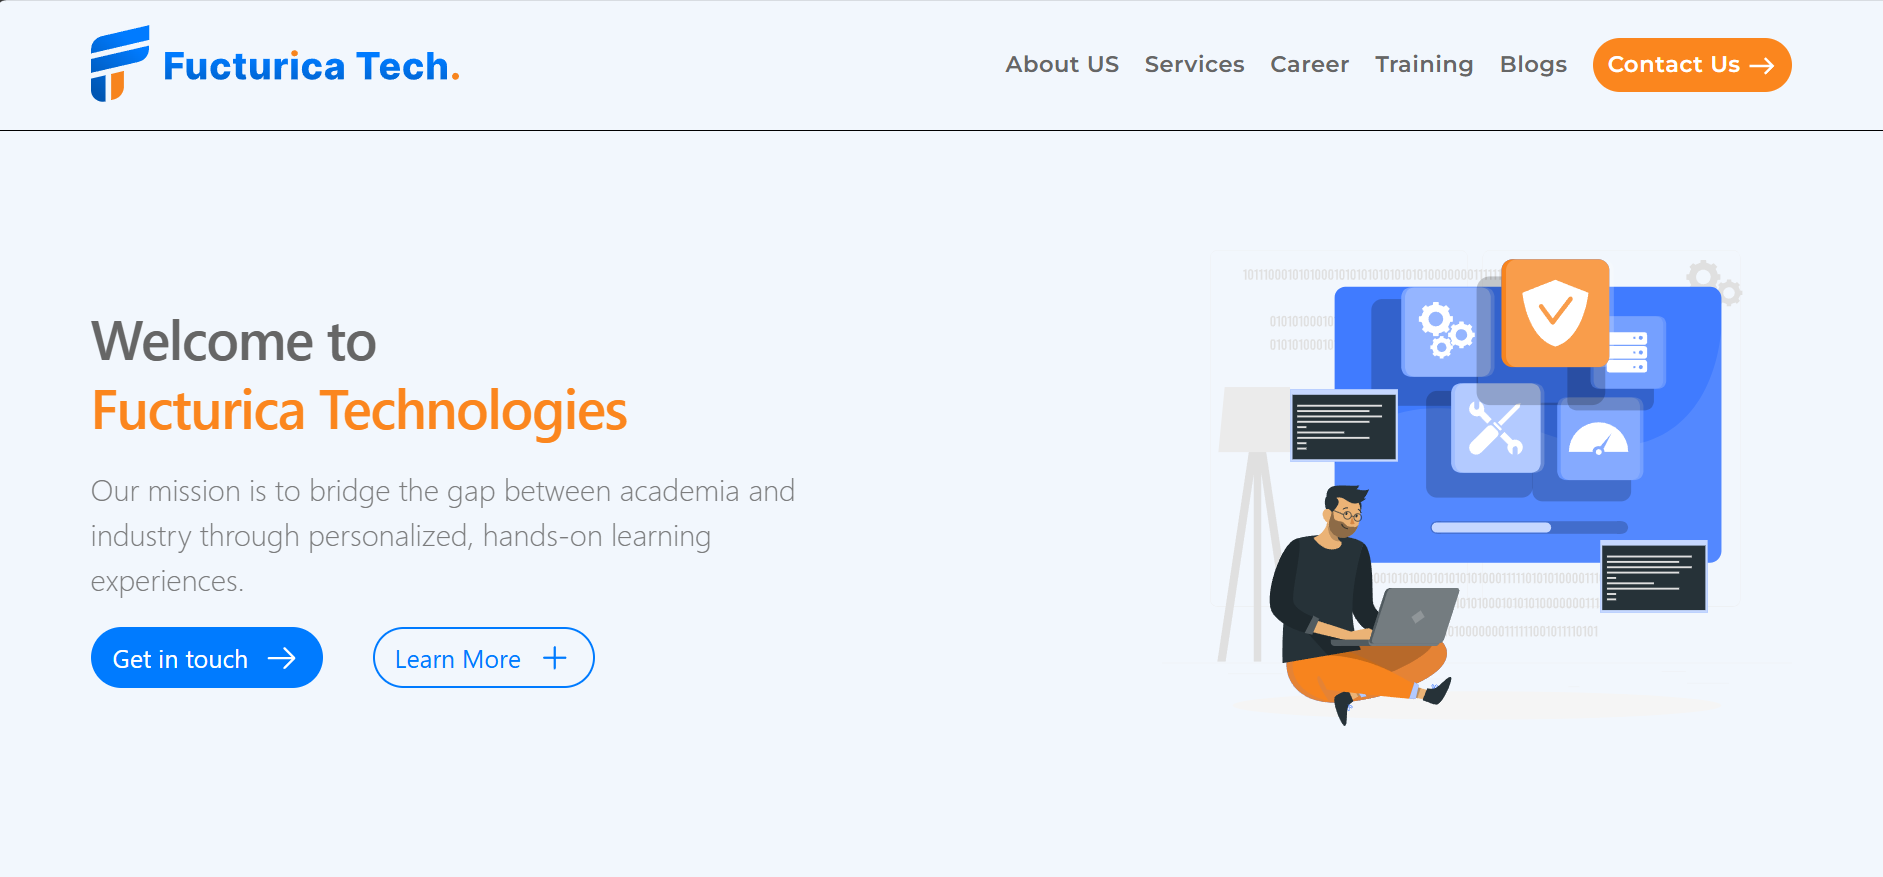 Fucturica Tech.
About US
Services
Career
Training
Blogs
Contact Us
Welcome to
Fucturica Technologies
Our mission is to bridge the gap between academia and
industry through personalized, hands-on learning
experiences.
Get in touch
Learn More